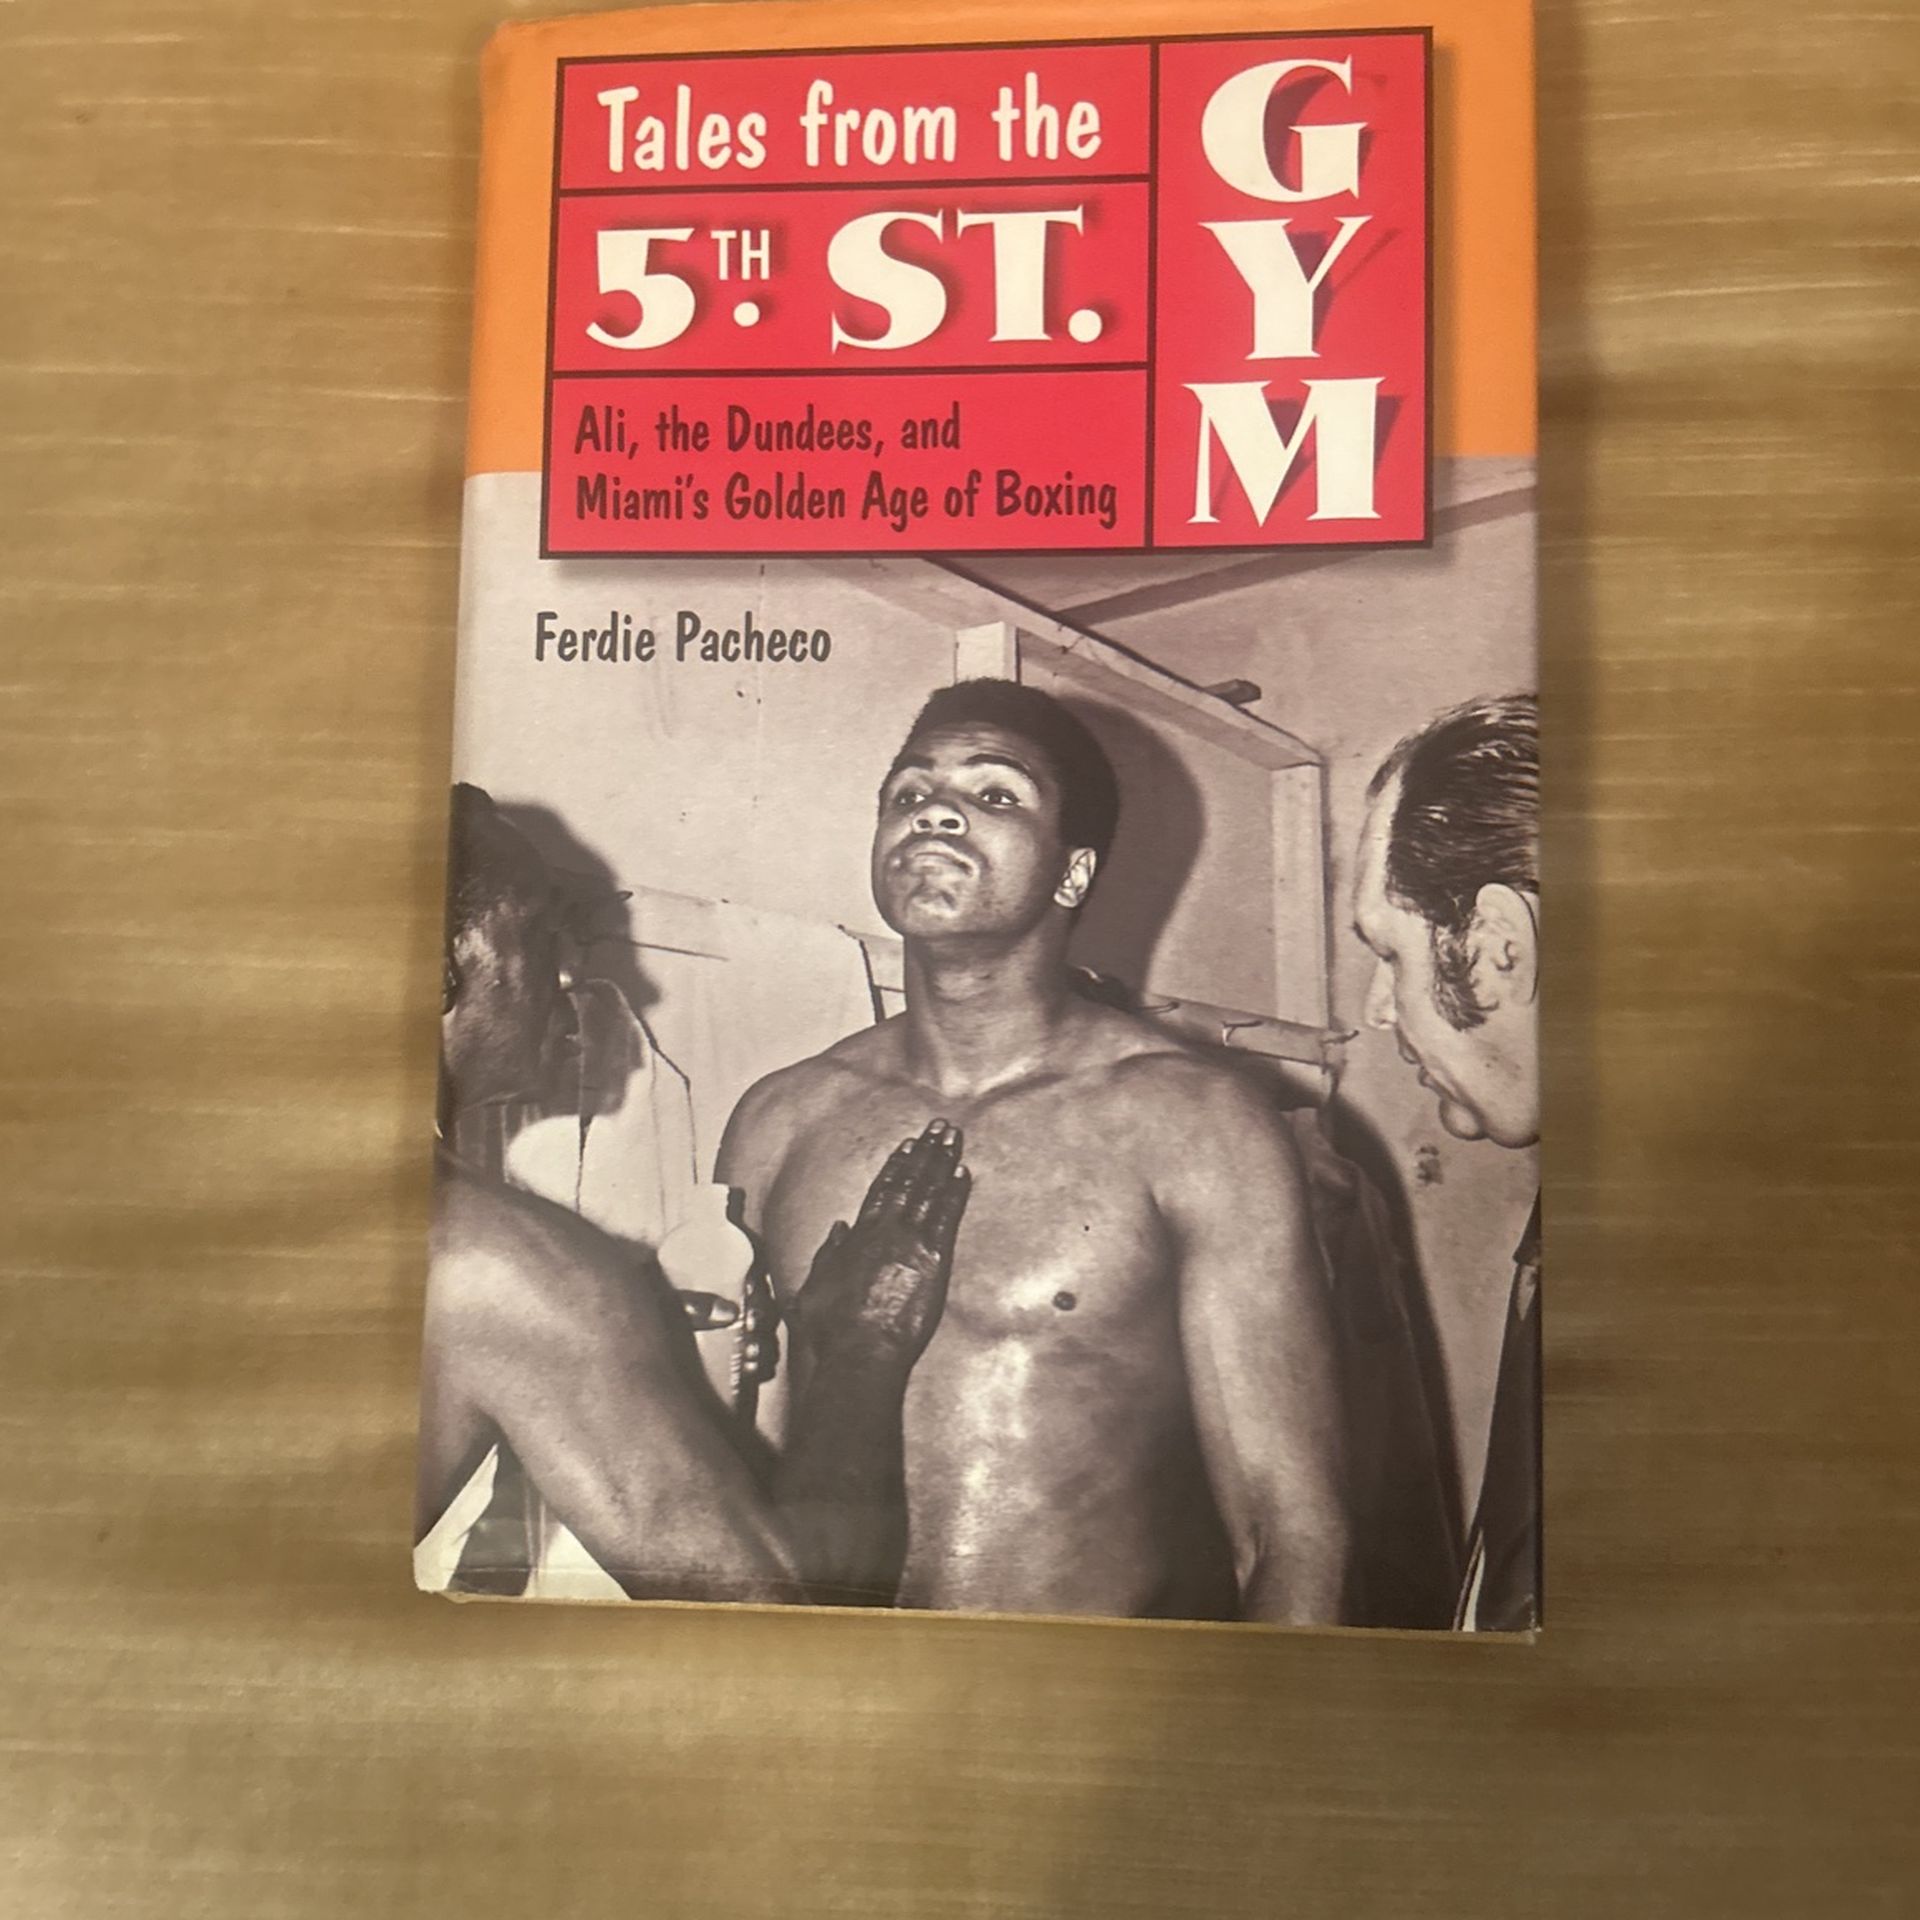 Tales from the
5TH. ST.
GYM
Ali, the Dundees, and
Miami's Golden Age of Boxing
Ferdie Pacheco